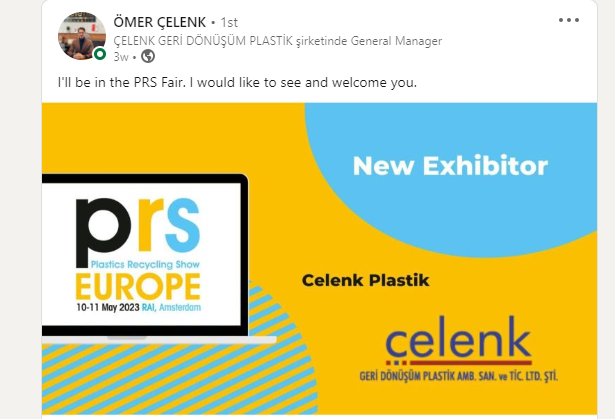 ÖMER ÇELENK • 1st
ÇELENK GERİ DÖNÜŞÜM PLASTİK şirketinde General Manager
3w •
I'll be in the PRS Fair. I would like to see and welcome you.
New Exhibitor
prs
Plastics Recycling Show
EUROPE
10-11 May 2023 RAI, Amsterdam
Celenk Plastik
çelenk
GERİ DÖNÜŞÜM PLASTİK AMB. SAN. ve TİC. LTD. ŞTİ.